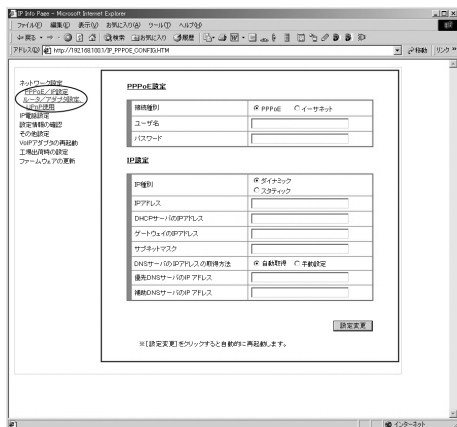 IP Info Page - Microsoft Internet Explorer
ファイル(F) 編集(E) 表示(V) お気に入り(A) ツール(T) ヘルプ(H)
戻る 検索 お気に入り 履歴
アドレス(D) http://192.168.1.1/IP_PPPOE_CONFIG.HTM 移動 リンク
ネットワーク設定
PPPoE/IP設定
ルータ/アダプタ設定、
UPnP使用
IP電話設定
設定情報の確認
その他設定
VoIPアダプタの再起動
工場出荷時の設定
ファームウェアの更新
PPPoE設定
接続種別 PPPoE イーサネット
ユーザ名
パスワード
IP設定
IP種別 ダイナミック
スタティック
IPアドレス
DHCPサーバのIPアドレス
ゲートウェイのIPアドレス
サブネットマスク
DNSサーバのIPアドレスの取得方法 自動取得 手動設定
優先DNSサーバのIP アドレス
補助DNSサーバのIP アドレス
設定変更
※[設定変更]をクリックすると自動的に再起動します。
インターネット